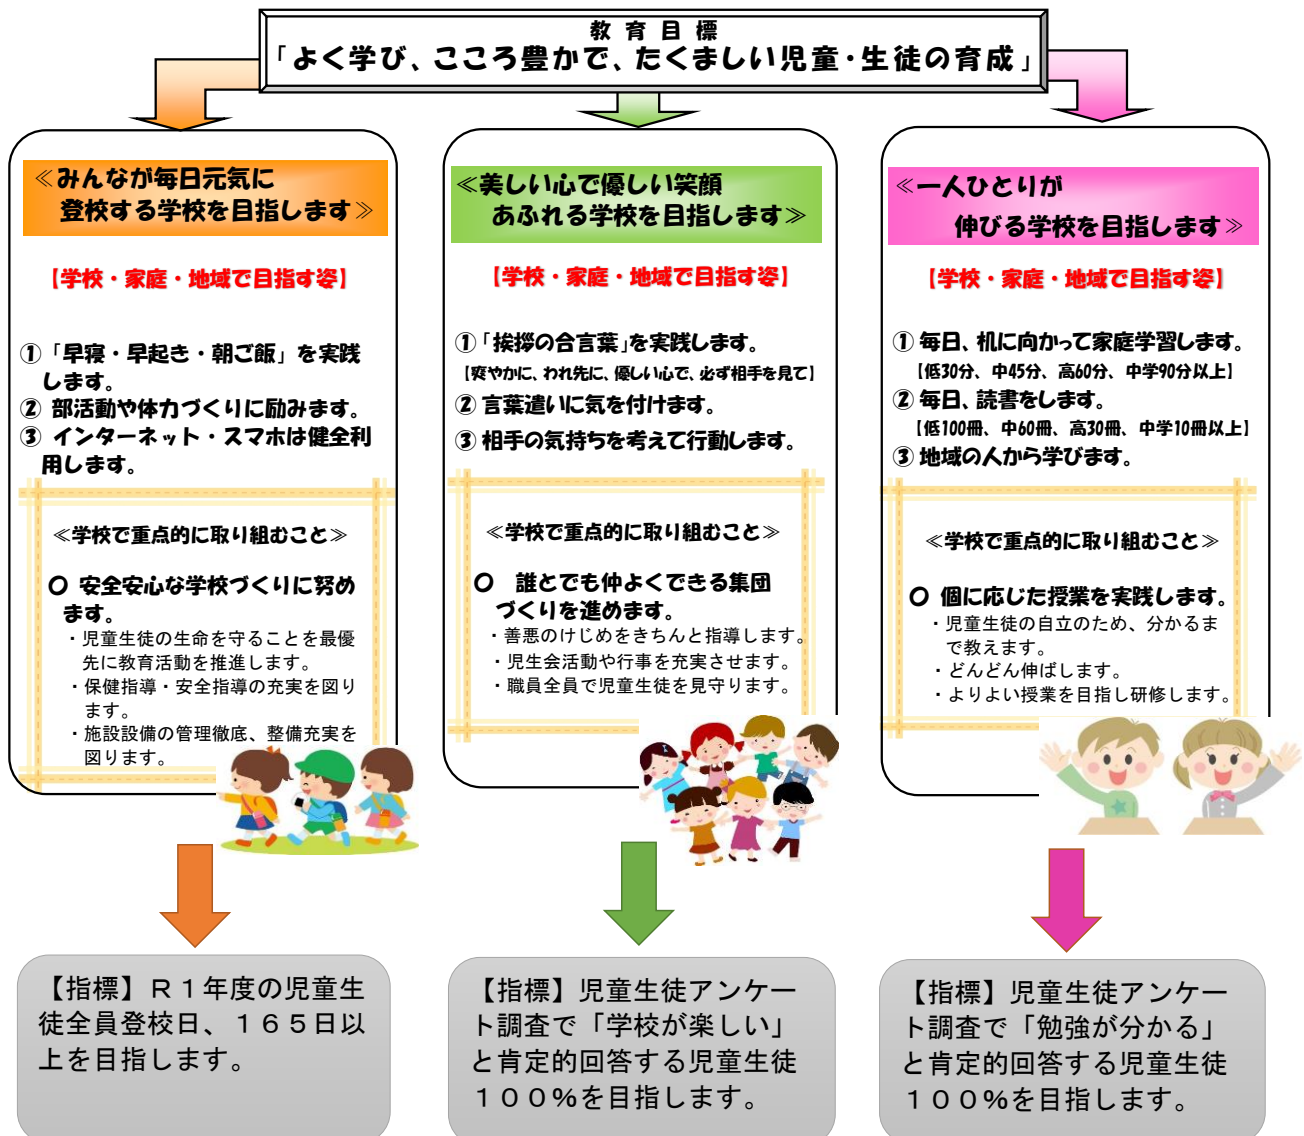 教育目標
「よく学び、こころ豊かで、たくましい児童・生徒の育成」
≪みんなが毎日元気に
登校する学校を目指します≫
【学校・家庭・地域で目指す姿】
①「早寝・早起き・朝ご飯」を実践
します。
② 部活動や体力づくりに励みます。
③ インターネット・スマホは健全利
用します。
≪学校で重点的に取り組むこと≫
〇 安全安心な学校づくりに努め
ます。
・児童生徒の生命を守ることを最優
先に教育活動を推進します。
・保健指導・安全指導の充実を図り
ます。
・施設設備の管理徹底、整備充実を
図ります。
【指標】Ｒ１年度の児童生
徒全員登校日、１６５日以
上を目指します。
≪美しい心で優しい笑顔
あふれる学校を目指します≫
【学校・家庭・地域で目指す姿】
①「挨拶の合言葉」を実践します。
【爽やかに、われ先に、優しい心で、必ず相手を見て】
② 言葉遣いに気を付けます。
③ 相手の気持ちを考えて行動します。
≪学校で重点的に取り組むこと≫
〇 誰とでも仲よくできる集団
づくりを進めます。
・善悪のけじめをきちんと指導します。
・児生会活動や行事を充実させます。
・職員全員で児童生徒を見守ります。
【指標】児童生徒アンケー
ト調査で「学校が楽しい」
と肯定的回答する児童生徒
１００％を目指します。
≪一人ひとりが
伸びる学校を目指します≫
【学校・家庭・地域で目指す姿】
① 毎日、机に向かって家庭学習します。
【低30分、中45分、高60分、中学90分以上】
② 毎日、読書をします。
【低100冊、中60冊、高30冊、中学10冊以上】
③ 地域の人から学びます。
≪学校で重点的に取り組むこと≫
〇 個に応じた授業を実践します。
・児童生徒の自立のため、分かるま
で教えます。
・どんどん伸ばします。
・よりよい授業を目指し研修します。
【指標】児童生徒アンケー
ト調査で「勉強が分かる」
と肯定的回答する児童生徒
１００％を目指します。